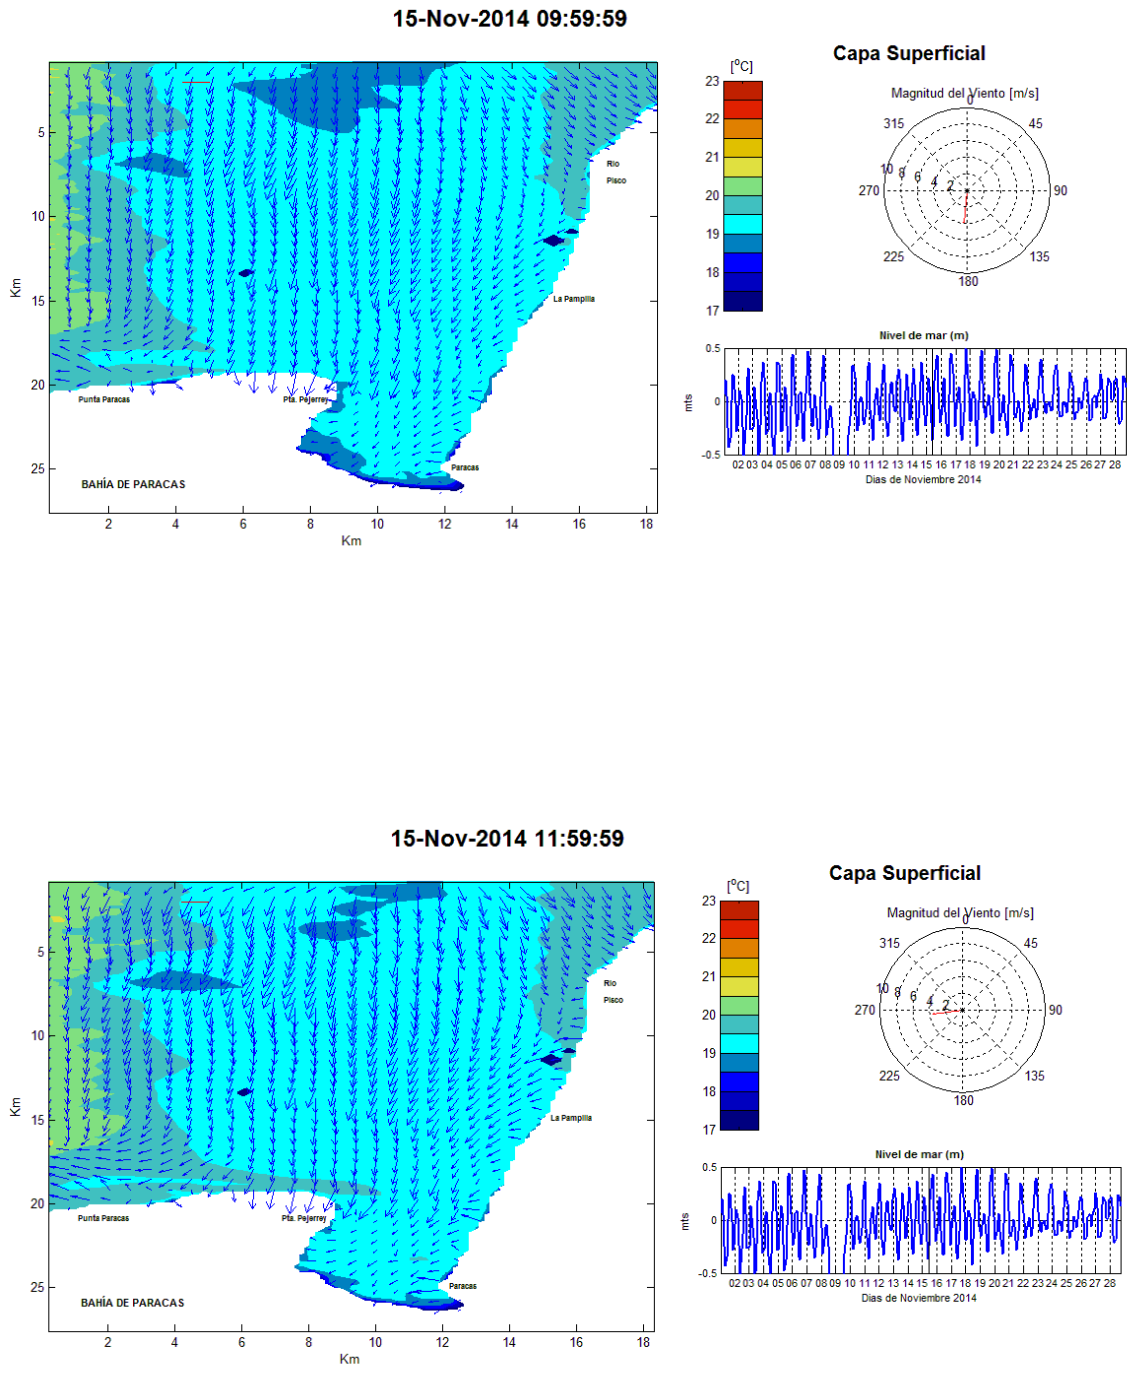 15-Nov-2014 09:59:59
Capa Superficial
[°C]
23
22
21
20
19
18
17
Magnitud del Viento [m/s]
0
45
90
135
180
225
270
315
10
8
6
4
2
Km
5
10
15
20
25
Rio
Pisco
La Pampilla
Punta Paracas
Pta. Pejerrey
Paracas
BAHÍA DE PARACAS
2 4 6 8 10 12 14 16 18
Km
Nivel de mar (m)
mts
0.5
0
-0.5
02 03 04 05 06 07 08 09 10 11 12 13 14 15 16 17 18 19 20 21 22 23 24 25 26 27 28
Dias de Noviembre 2014
15-Nov-2014 11:59:59
Capa Superficial
[°C]
23
22
21
20
19
18
17
Magnitud del Viento [m/s]
0
45
90
135
180
225
270
315
10
8
6
4
2
Km
5
10
15
20
25
Rio
Pisco
La Pampilla
Punta Paracas
Pta. Pejerrey
Paracas
BAHÍA DE PARACAS
2 4 6 8 10 12 14 16 18
Km
Nivel de mar (m)
mts
0.5
0
-0.5
02 03 04 05 06 07 08 09 10 11 12 13 14 15 16 17 18 19 20 21 22 23 24 25 26 27 28
Dias de Noviembre 2014